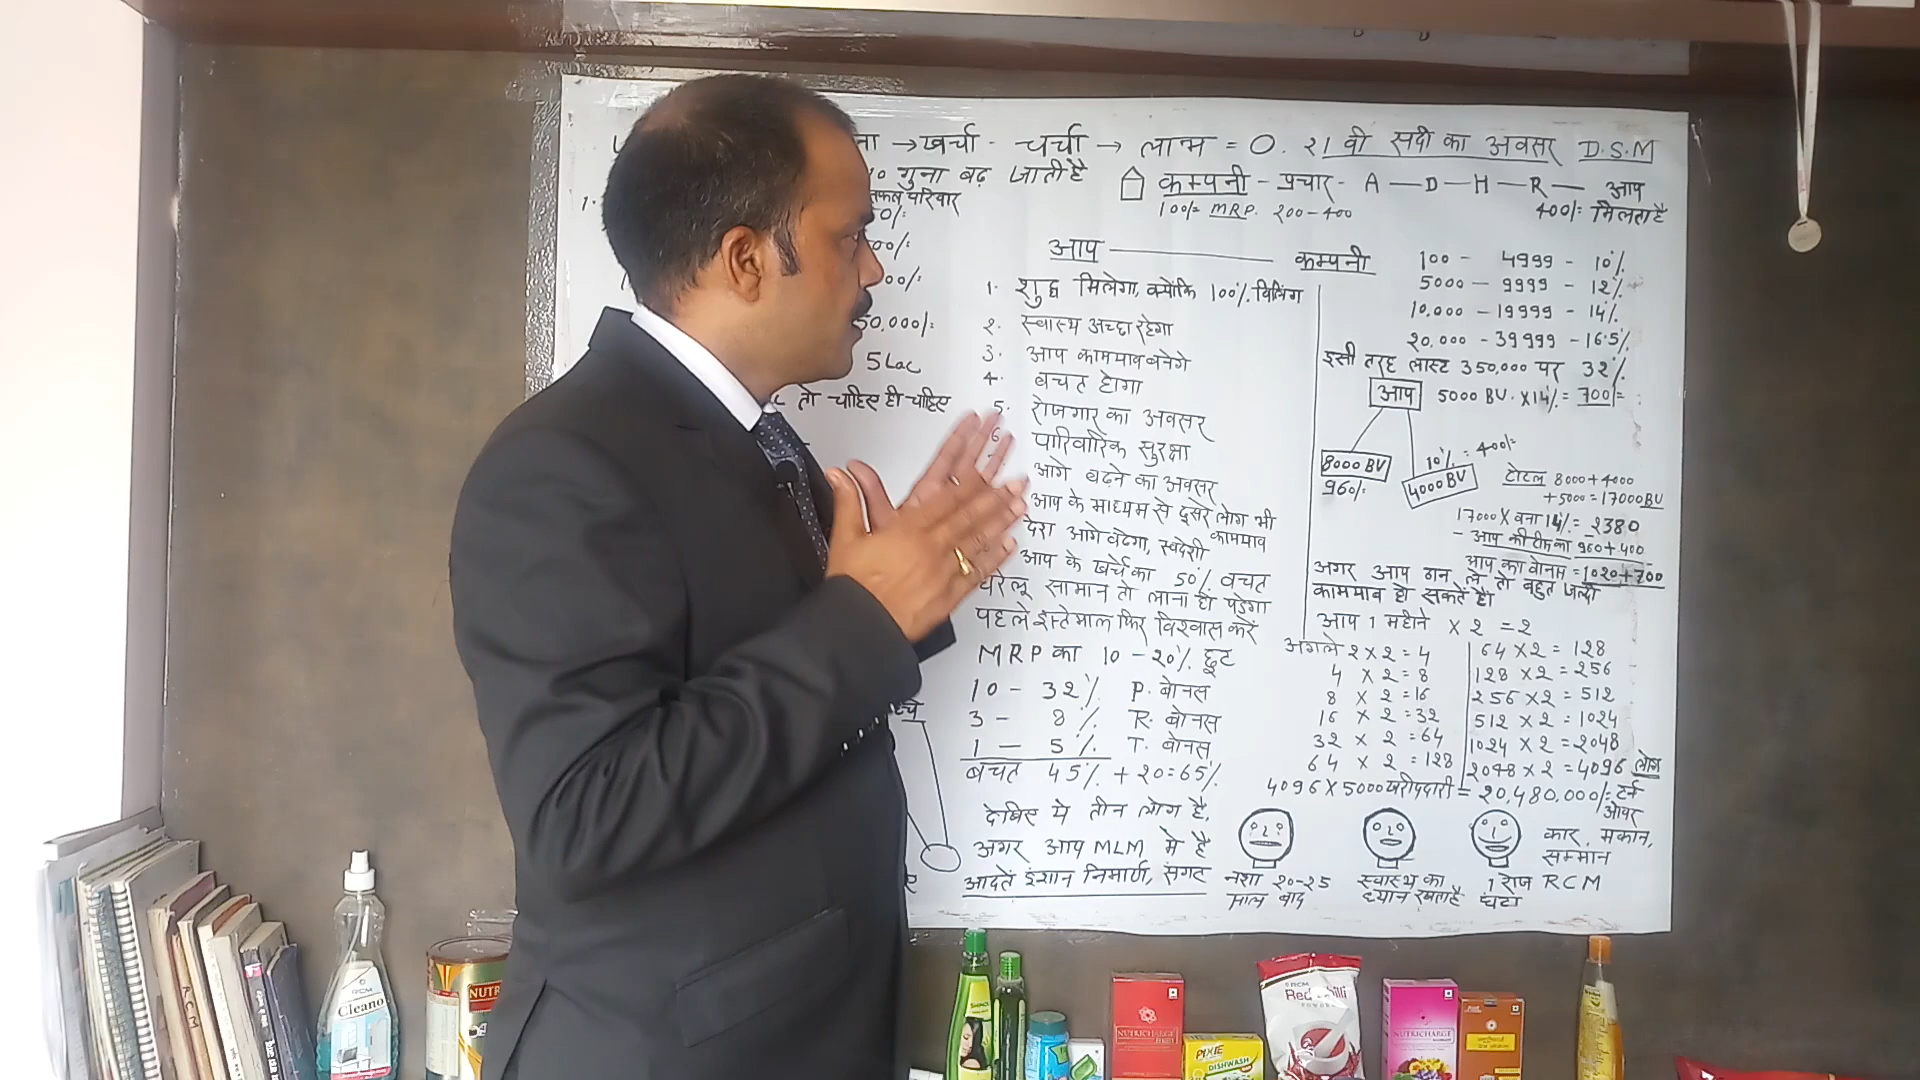 ना → खर्चा - चर्चा → लाभ = 0. 21 वी सदी का अवसर D.S.M
गुना बढ़ जाती है
कम्पनी - प्रचार - A — D — H — R — आप
परिवार
100/= MRP. 200-400
400/= मिलता है
आप ——— कम्पनी
100 - 4999 - 10%
5000 - 9999 - 12%
10,000 - 19999 - 14%
20,000 - 39999 - 16.5%
इसी तरह लास्ट 350,000 पर 32%
50,000/=
5 Lac
तो चाहिए ही चाहिए
1. शुद्ध मिलेगा, क्योकि 100% बिलिंग
2. स्वास्थ्य अच्छा रहेगा
3. आप कामयाब बनेगे
4. बचत होगा
5. रोजगार का अवसर
6 पारिवारिक सुरक्षा
आगे बढ़ने का अवसर
आप के माध्यम से दूसरे लोग भी कामयाब
देश आगे बढेगा, स्वदेशी
आप के खर्चे का 50% बचत
घरेलू सामान तो लाना ही पड़ेगा
पहले इस्तेमाल फिर विश्वास करें
MRP का 10 - 20% छूट
10 - 32% P. बोनस
3 - 8% R. बोनस
1 - 5% T. बोनस
बचत 45% + 20 = 65%
देखिए ये तीन लोग है,
अगर आप MLM मे है
आदतें इंशान निर्माण, संगत
आप 5000 BV. X 14% = 700/=
8000 BV
960/=
10% = 400/=
4000 BV
टोटल 8000 + 4000
+ 5000 = 17000 BV
17000 X बना 14% = 2380
- आप की टीम का 960 + 400
आप का बोनस = 1020 + 700
अगर आप ठान ले तो बहुत जल्दी
कामयाब हो सकते है।
आप 1 महीने X 2 = 2
अगले 2 X 2 = 4
4 X 2 = 8
8 X 2 = 16
16 X 2 = 32
32 X 2 = 64
64 X 2 = 128
64 X 2 = 128
128 X 2 = 256
256 X 2 = 512
512 X 2 = 1024
1024 X 2 = 2048
2048 X 2 = 4096 लोग
4096 X 5000 खरीददारी = 20,480,000/= टर्न ओवर
कार, मकान,
सम्मान
नशा 20-25
साल बाद
स्वास्थ्य का
ध्यान रखता है
1 रोज RCM
घंटा
RCM
RCM
Cleano
NUTR
NUTRICHARGE
PIXIE
DISHWASH
RCM
Red Chilli
NUTRICHARGE